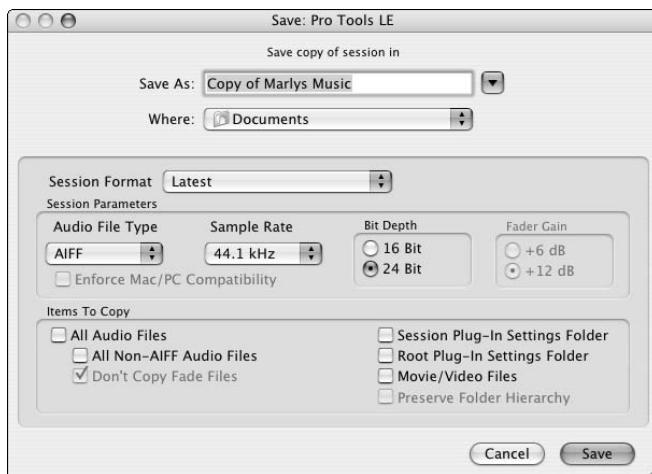 Save: Pro Tools LE
Save copy of session in
Save As: Copy of Marlys Music
Where: Documents
Session Format Latest
Session Parameters
Audio File Type Sample Rate Bit Depth Fader Gain
AIFF 44.1 kHz 16 Bit +6 dB
24 Bit +12 dB
Enforce Mac/PC Compatibility
Items To Copy
All Audio Files Session Plug-In Settings Folder
All Non-AIFF Audio Files Root Plug-In Settings Folder
Don't Copy Fade Files Movie/Video Files
Preserve Folder Hierarchy
Cancel Save